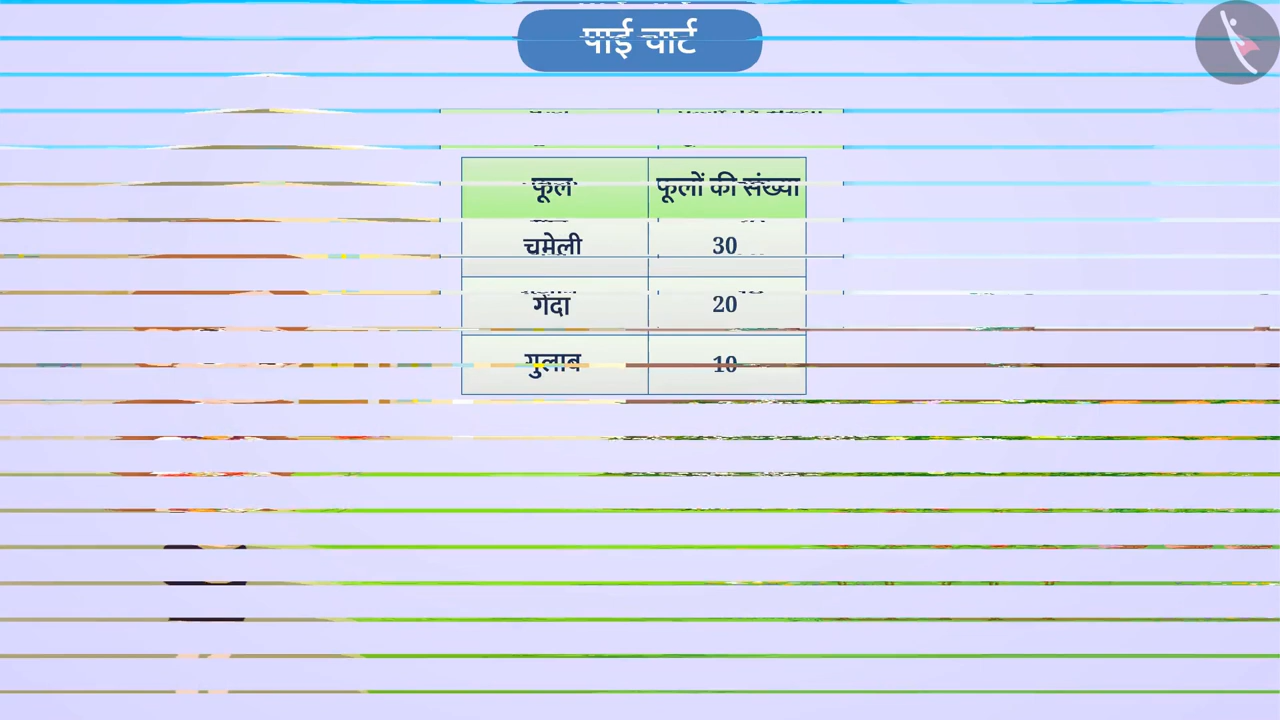 पाई चार्ट
फूल फूलों की संख्या
चमेली 30
गेंदा 20
गुलाब 10